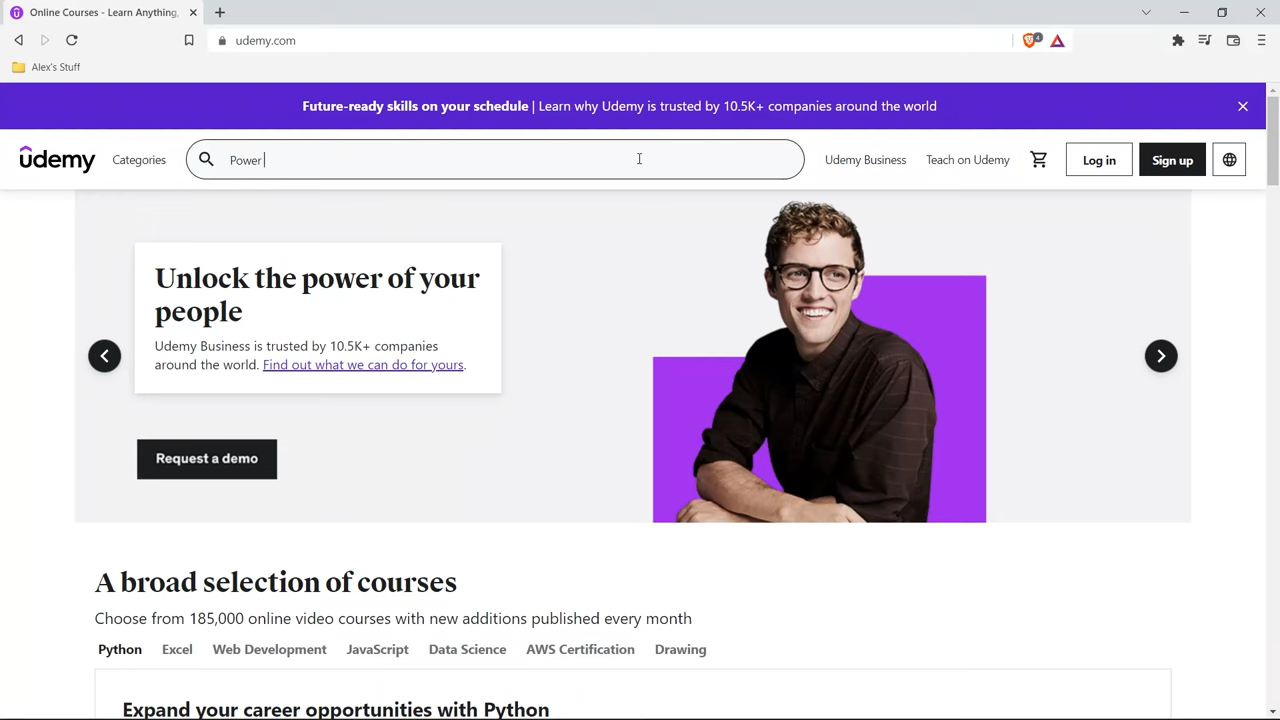 Online Courses - Learn Anything,
udemy.com
Alex's Stuff
Future-ready skills on your schedule | Learn why Udemy is trusted by 10.5K+ companies around the world
udemy
Categories
Power
Udemy Business
Teach on Udemy
Log in
Sign up
Unlock the power of your
people
Udemy Business is trusted by 10.5K+ companies
around the world. Find out what we can do for yours.
Request a demo
A broad selection of courses
Choose from 185,000 online video courses with new additions published every month
Python Excel Web Development JavaScript Data Science AWS Certification Drawing
Expand your career opportunities with Python
4